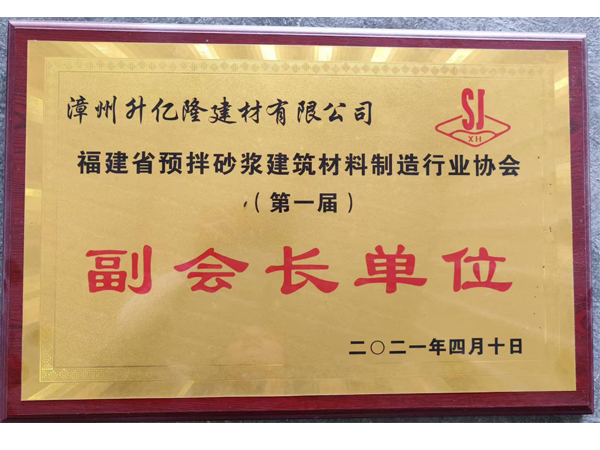 漳州升亿隆建材有限公司
SJ
XH
福建省预拌砂浆建筑材料制造行业协会
（第一届）
副会长单位
二〇二一年四月十日